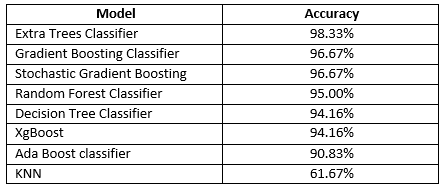 Model Accuracy
Extra Trees Classifier 98.33%
Gradient Boosting Classifier 96.67%
Stochastic Gradient Boosting 96.67%
Random Forest Classifier 95.00%
Decision Tree Classifier 94.16%
XgBoost 94.16%
Ada Boost classifier 90.83%
KNN 61.67%